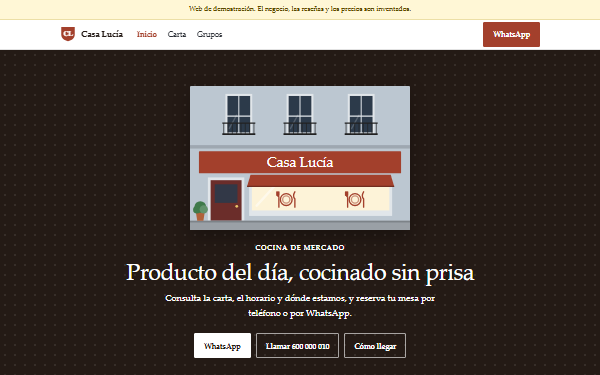 Web de demostración. El negocio, las reseñas y los precios son inventados.
CL Casa Lucía Inicio Carta Grupos WhatsApp
Casa Lucía
COCINA DE MERCADO
Producto del día, cocinado sin prisa
Consulta la carta, el horario y dónde estamos, y reserva tu mesa por
teléfono o por WhatsApp.
WhatsApp Llamar 600 000 010 Cómo llegar